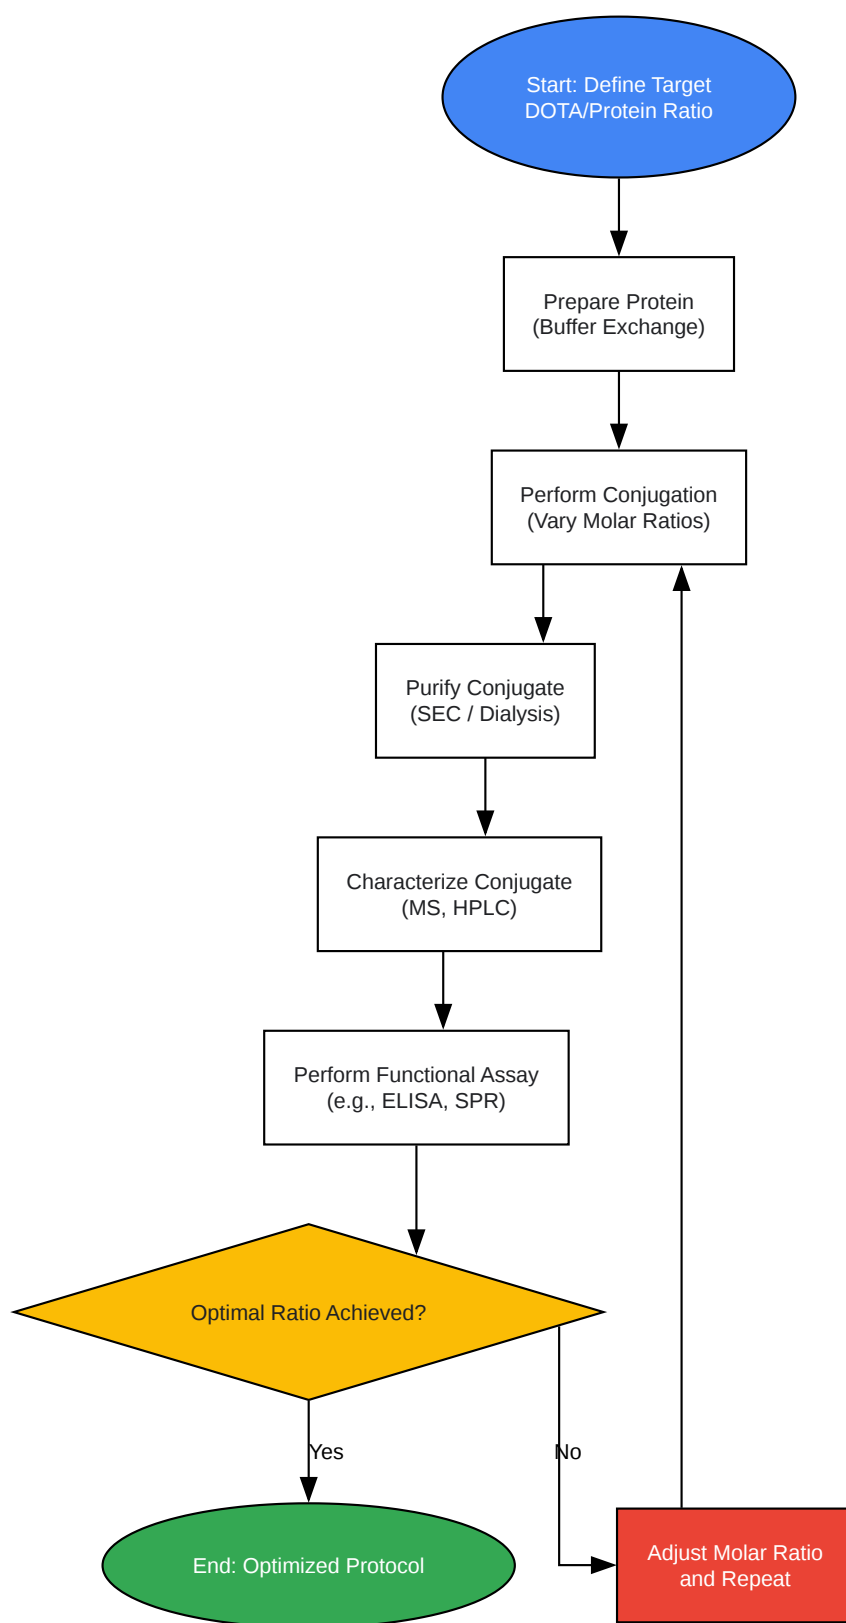 Start: Define Target
DOTA/Protein Ratio
Prepare Protein
(Buffer Exchange)
Perform Conjugation
(Vary Molar Ratios)
Purify Conjugate
(SEC / Dialysis)
Characterize Conjugate
(MS, HPLC)
Perform Functional Assay
(e.g., ELISA, SPR)
Optimal Ratio Achieved?
Yes
No
End: Optimized Protocol
Adjust Molar Ratio
and Repeat